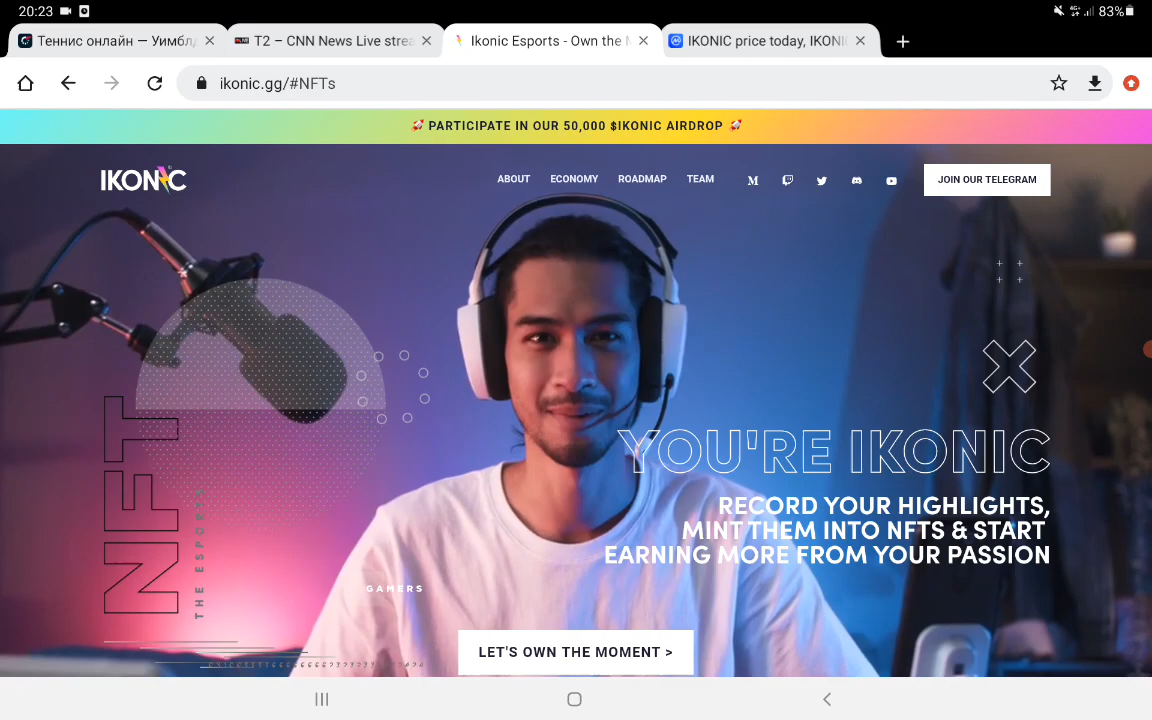 20:23
4G+
83%
Теннис онлайн — Уимбл
T2 – CNN News Live strea
Ikonic Esports - Own the M
IKONIC price today, IKONI
ikonic.gg/#NFTs
🚀 PARTICIPATE IN OUR 50,000 $IKONIC AIRDROP 🚀
IKONIC
ABOUT ECONOMY ROADMAP TEAM
JOIN OUR TELEGRAM
NFT
THE ESPORTS
YOU'RE IKONIC
RECORD YOUR HIGHLIGHTS,
MINT THEM INTO NFTS & START
EARNING MORE FROM YOUR PASSION
GAMERS
LET'S OWN THE MOMENT >